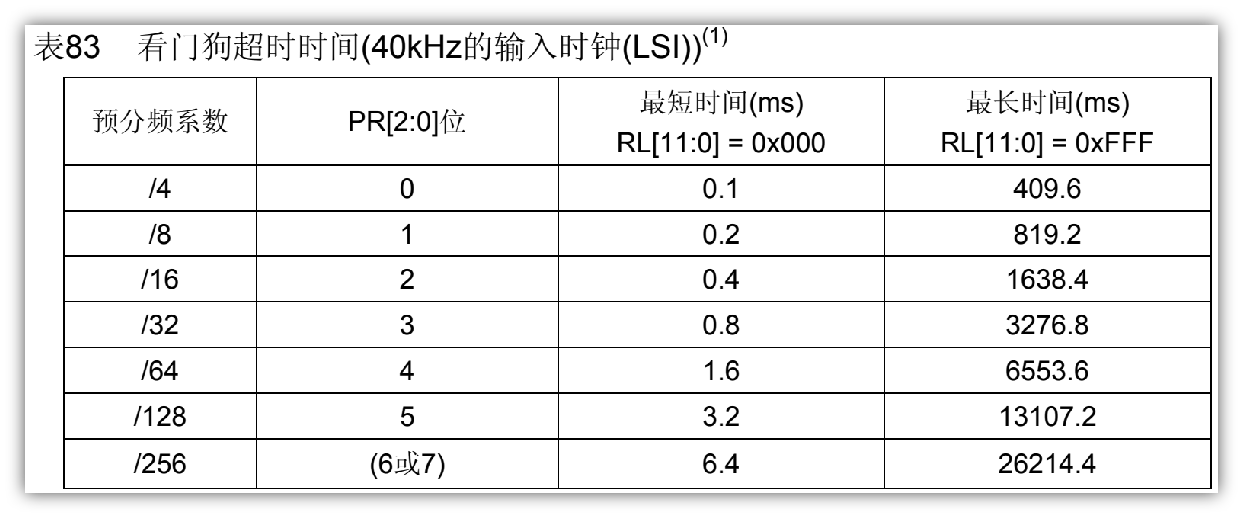 表83 看门狗超时时间(40kHz的输入时钟(LSI))(1)
预分频系数 PR[2:0]位 最短时间(ms) RL[11:0] = 0x000 最长时间(ms) RL[11:0] = 0xFFF
/4 0 0.1 409.6
/8 1 0.2 819.2
/16 2 0.4 1638.4
/32 3 0.8 3276.8
/64 4 1.6 6553.6
/128 5 3.2 13107.2
/256 (6或7) 6.4 26214.4